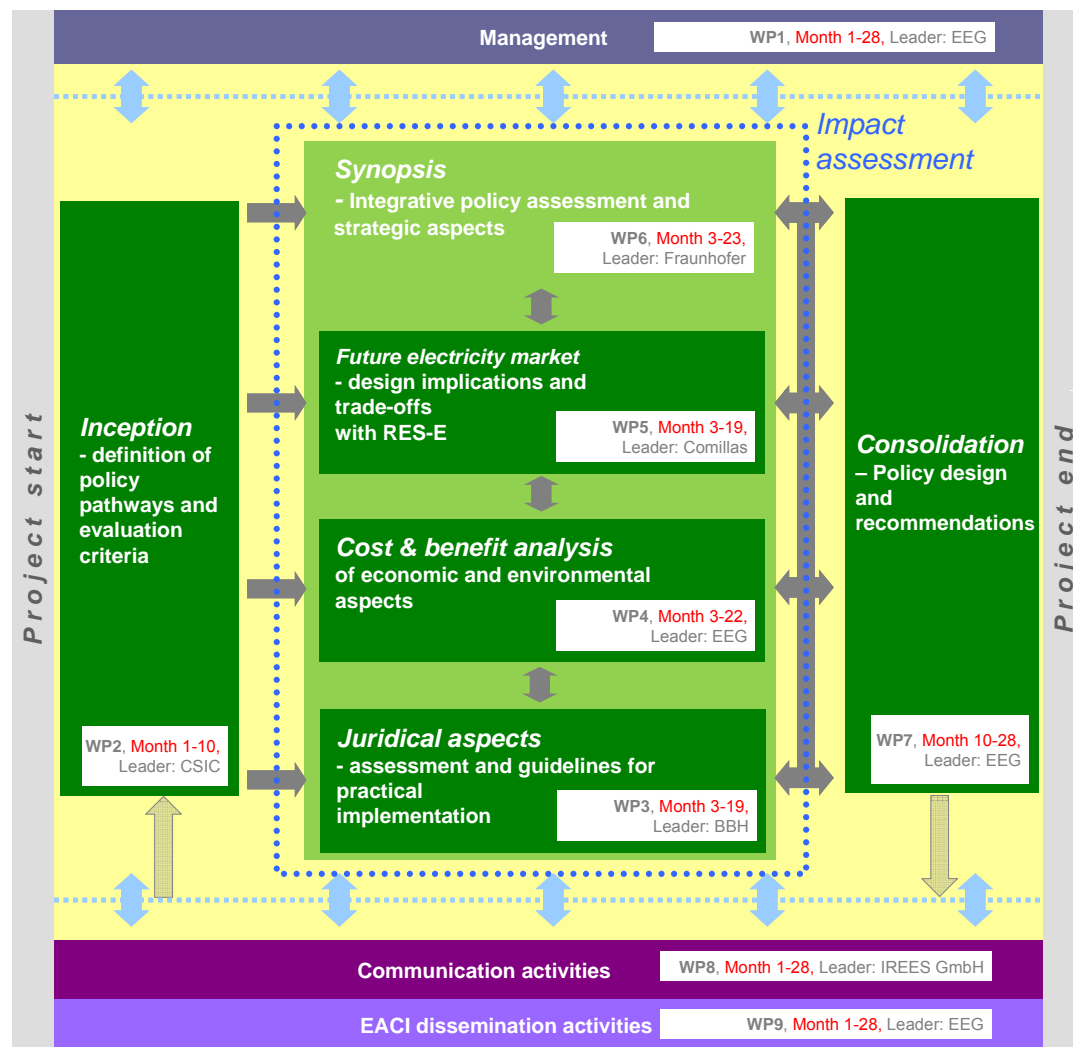 Management
WP1, Month 1-28, Leader: EEG
Impact
assessment
Synopsis
- Integrative policy assessment and
strategic aspects
WP6, Month 3-23,
Leader: Fraunhofer
Project start
Inception
- definition of
policy
pathways and
evaluation
criteria
WP2, Month 1-10,
Leader: CSIC
Future electricity market
- design implications and
trade-offs
with RES-E
WP5, Month 3-19,
Leader: Comillas
Cost & benefit analysis
of economic and environmental
aspects
WP4, Month 3-22,
Leader: EEG
Juridical aspects
- assessment and guidelines for
practical
implementation
WP3, Month 3-19,
Leader: BBH
Consolidation
– Policy design
and
recommendations
WP7, Month 10-28,
Leader: EEG
Project end
Communication activities
WP8, Month 1-28, Leader: IREES GmbH
EACI dissemination activities
WP9, Month 1-28, Leader: EEG